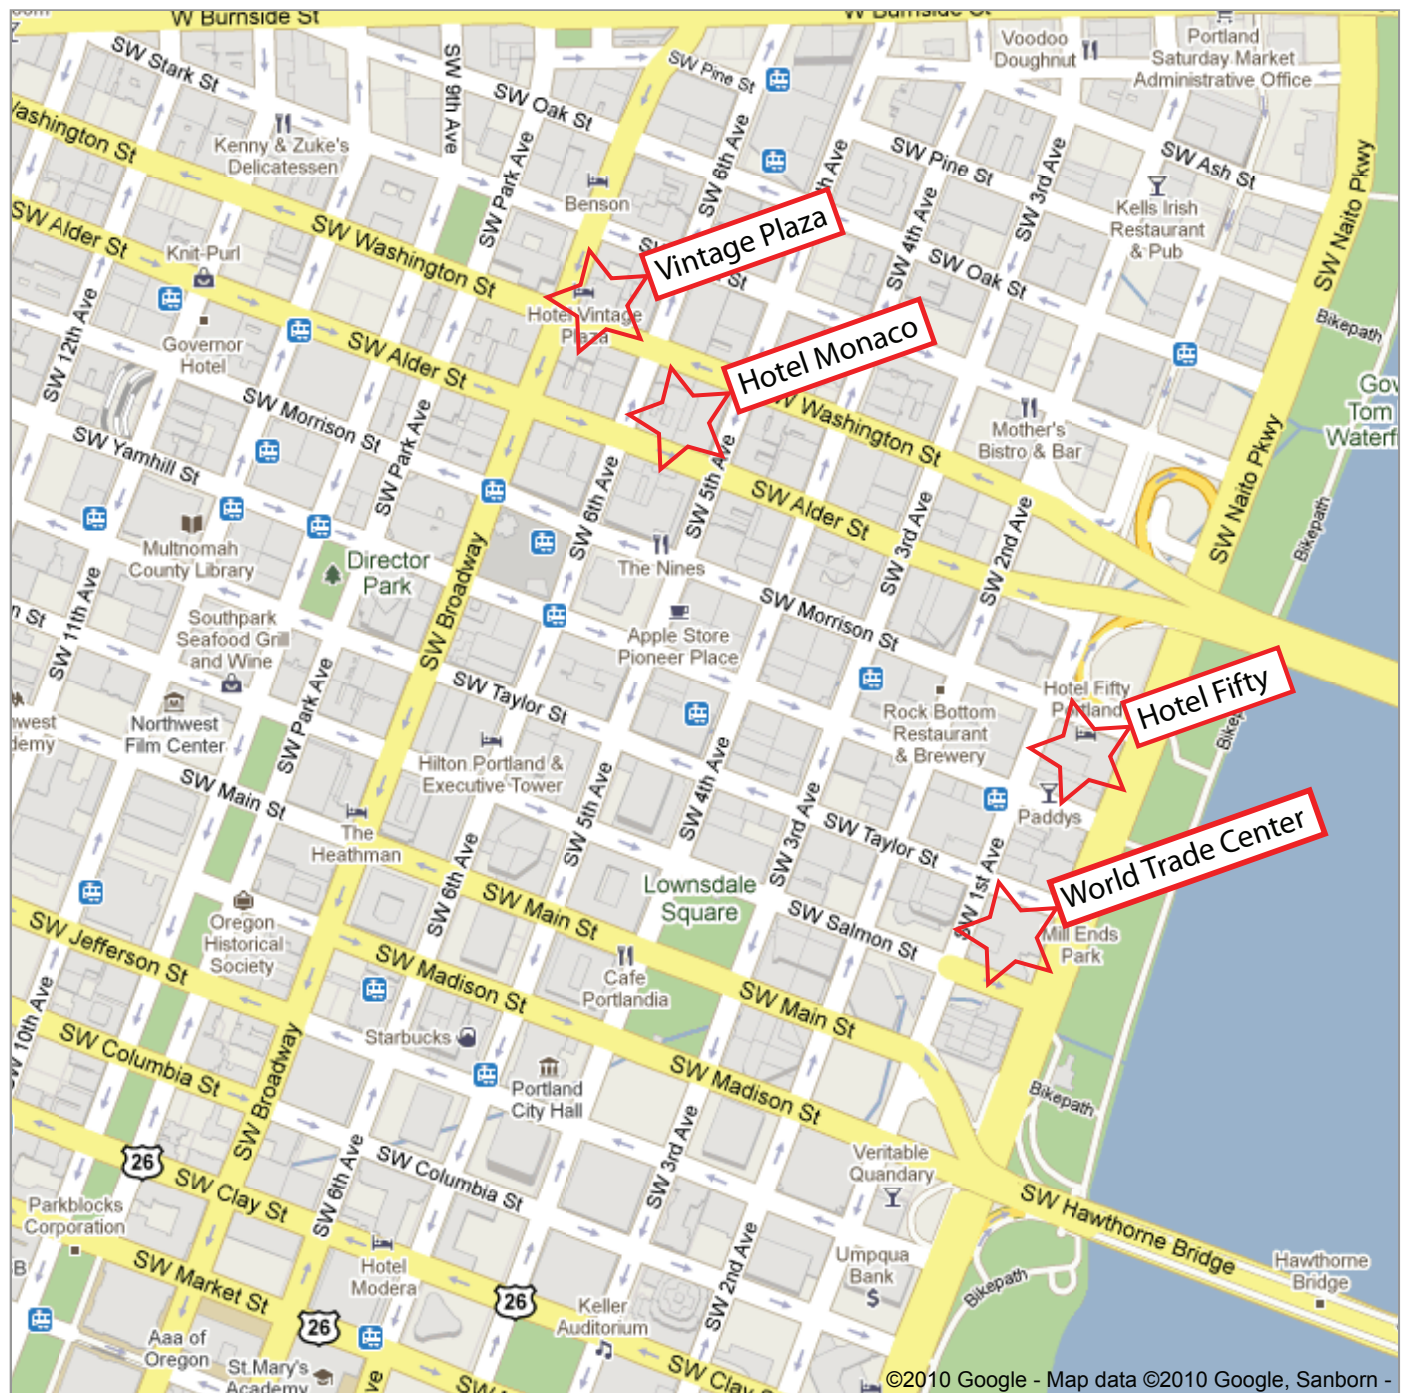 W Burnside St
W Burnside St
SW Stark St
SW 9th Ave
SW Pine St
SW Oak St
Voodoo
Doughnut
Portland
Saturday Market
Administrative Office
Washington St
Kenny & Zuke's
Delicatessen
SW Park Ave
SW 6th Ave
SW Pine St
SW 3rd Ave
SW Ash St
SW Naito Pkwy
Benson
Kells Irish
Restaurant
& Pub
SW Alder St
Knit-Purl
SW Washington St
Vintage Plaza
SW 4th Ave
SW Oak St
Hotel Vintage
Plaza
Bikepath
SW 12th Ave
Governor
Hotel
SW Alder St
Hotel Monaco
SW Morrison St
SW Park Ave
SW Yamhill St
W Washington St
Mother's
Bistro & Bar
Gov
Tom
Waterf
SW 6th Ave
SW 5th Ave
SW Alder St
SW 3rd Ave
SW 2nd Ave
SW Naito Pkwy
Bikepath
Multnomah
County Library
Director
Park
SW Broadway
The Nines
SW Morrison St
n St
SW 11th Ave
Southpark
Seafood Grill
and Wine
Apple Store
Pioneer Place
SW Taylor St
SW Park Ave
Northwest
Film Center
hwest
demy
Rock Bottom
Restaurant
& Brewery
Hotel Fifty
Portland
Hotel Fifty
Hilton Portland &
Executive Tower
SW 4th Ave
SW Main St
The
Heathman
SW 5th Ave
SW 3rd Ave
Paddys
SW Taylor St
World Trade Center
SW 6th Ave
SW Main St
Lownsdale
Square
SW Salmon St
SW 1st Ave
Mill Ends
Park
SW Jefferson St
Oregon
Historical
Society
SW Madison St
Cafe
Portlandia
SW Main St
SW 10th Ave
SW Columbia St
SW Broadway
Starbucks
Portland
City Hall
SW Madison St
Bikepath
26
SW Clay St
SW 6th Ave
SW Columbia St
SW 3rd Ave
Veritable
Quandary
SW Hawthorne Bridge
Parkblocks
Corporation
SW Market St
Hotel
Modera
SW 2nd Ave
Umpqua
Bank
Bikepath
Hawthorne
Bridge
26
26
Keller
Auditorium
Aaa of
Oregon
St.Mary's
Academy
SW Clay S
©2010 Google - Map data ©2010 Google, Sanborn -